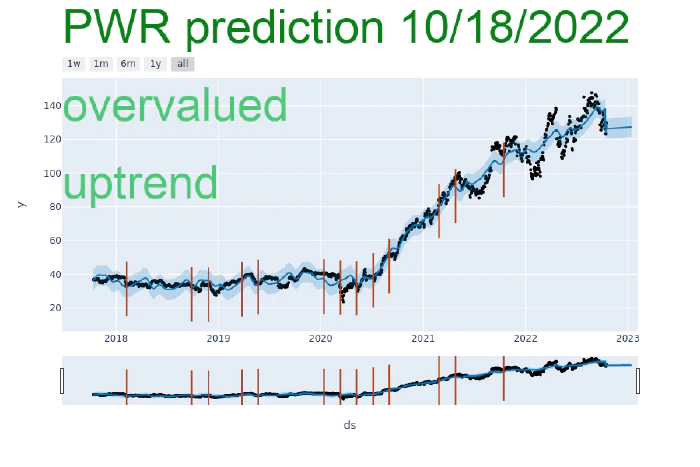 PWR prediction 10/18/2022
1w 1m 6m 1y all
overvalued
uptrend
y
140
120
100
80
60
40
20
2018 2019 2020 2021 2022 2023
ds